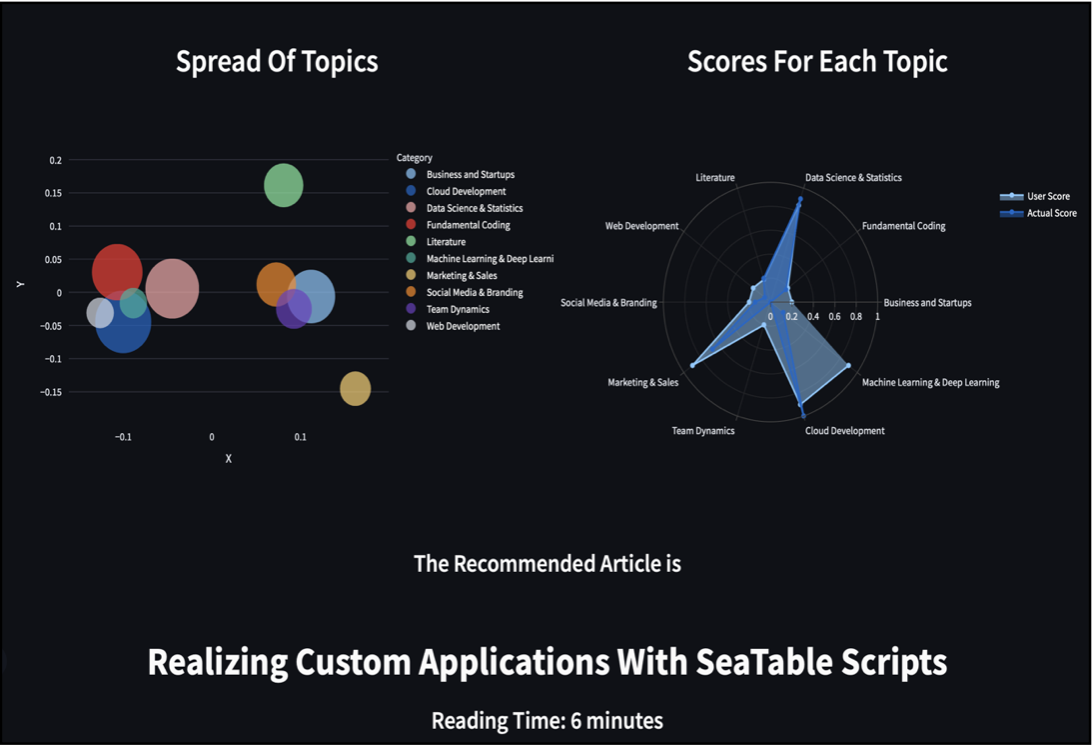 Spread Of Topics
Scores For Each Topic
0.2
0.15
0.1
0.05
0
−0.05
−0.1
−0.15
Y
−0.1
0
0.1
X
Category
Business and Startups
Cloud Development
Data Science & Statistics
Fundamental Coding
Literature
Machine Learning & Deep Learni
Marketing & Sales
Social Media & Branding
Team Dynamics
Web Development
Literature
Data Science & Statistics
Web Development
Fundamental Coding
Social Media & Branding
Business and Startups
0 0.2 0.4 0.6 0.8 1
Marketing & Sales
Machine Learning & Deep Learning
Team Dynamics
Cloud Development
User Score
Actual Score
The Recommended Article is
Realizing Custom Applications With SeaTable Scripts
Reading Time: 6 minutes